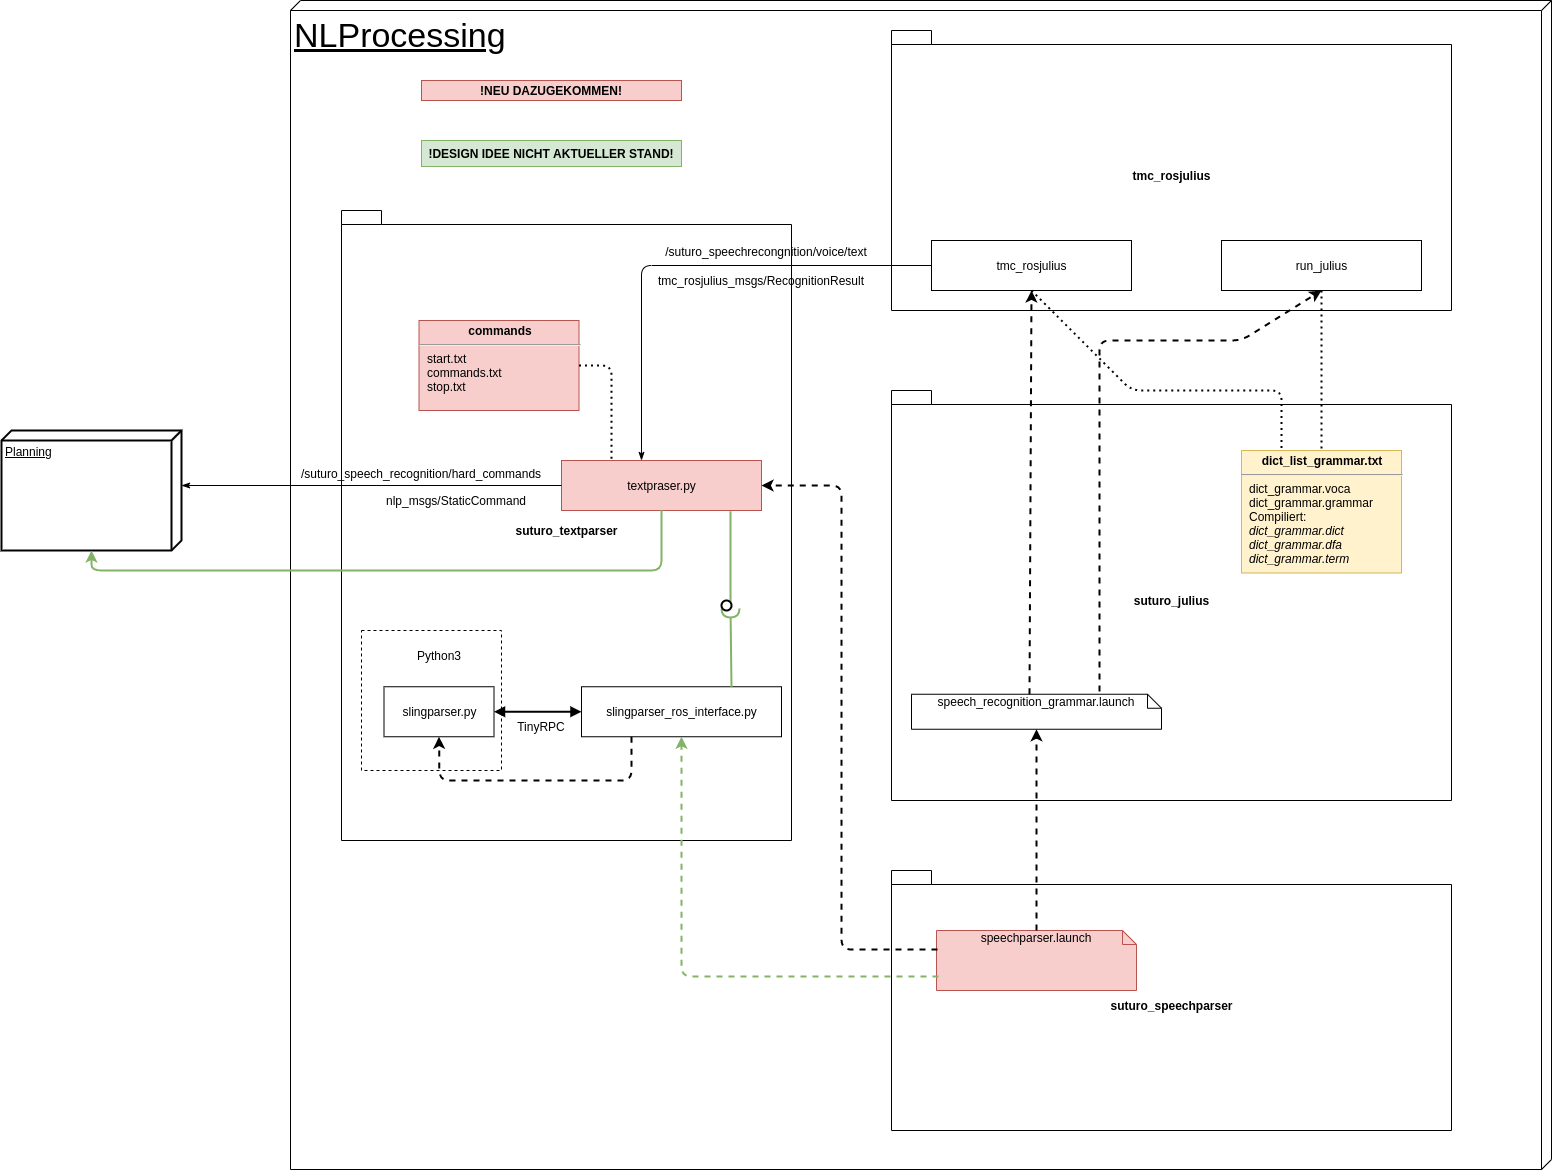 NLProcessing
!NEU DAZUGEKOMMEN!
!DESIGN IDEE NICHT AKTUELLER STAND!
tmc_rosjulius
/suturo_speechrecongnition/voice/text
tmc_rosjulius_msgs/RecognitionResult
tmc_rosjulius
run_julius
commands
start.txt
commands.txt
stop.txt
Planning
/suturo_speech_recognition/hard_commands
nlp_msgs/StaticCommand
textpraser.py
suturo_textparser
dict_list_grammar.txt
dict_grammar.voca
dict_grammar.grammar
Compiliert:
dict_grammar.dict
dict_grammar.dfa
dict_grammar.term
suturo_julius
Python3
slingparser.py
TinyRPC
slingparser_ros_interface.py
speech_recognition_grammar.launch
speechparser.launch
suturo_speechparser